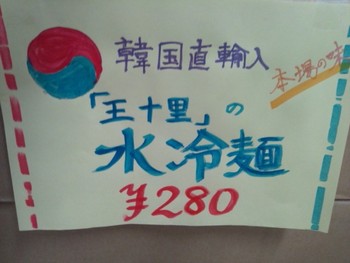 韓国直輸入
本場の味
「王十里」の
水冷麺
¥280